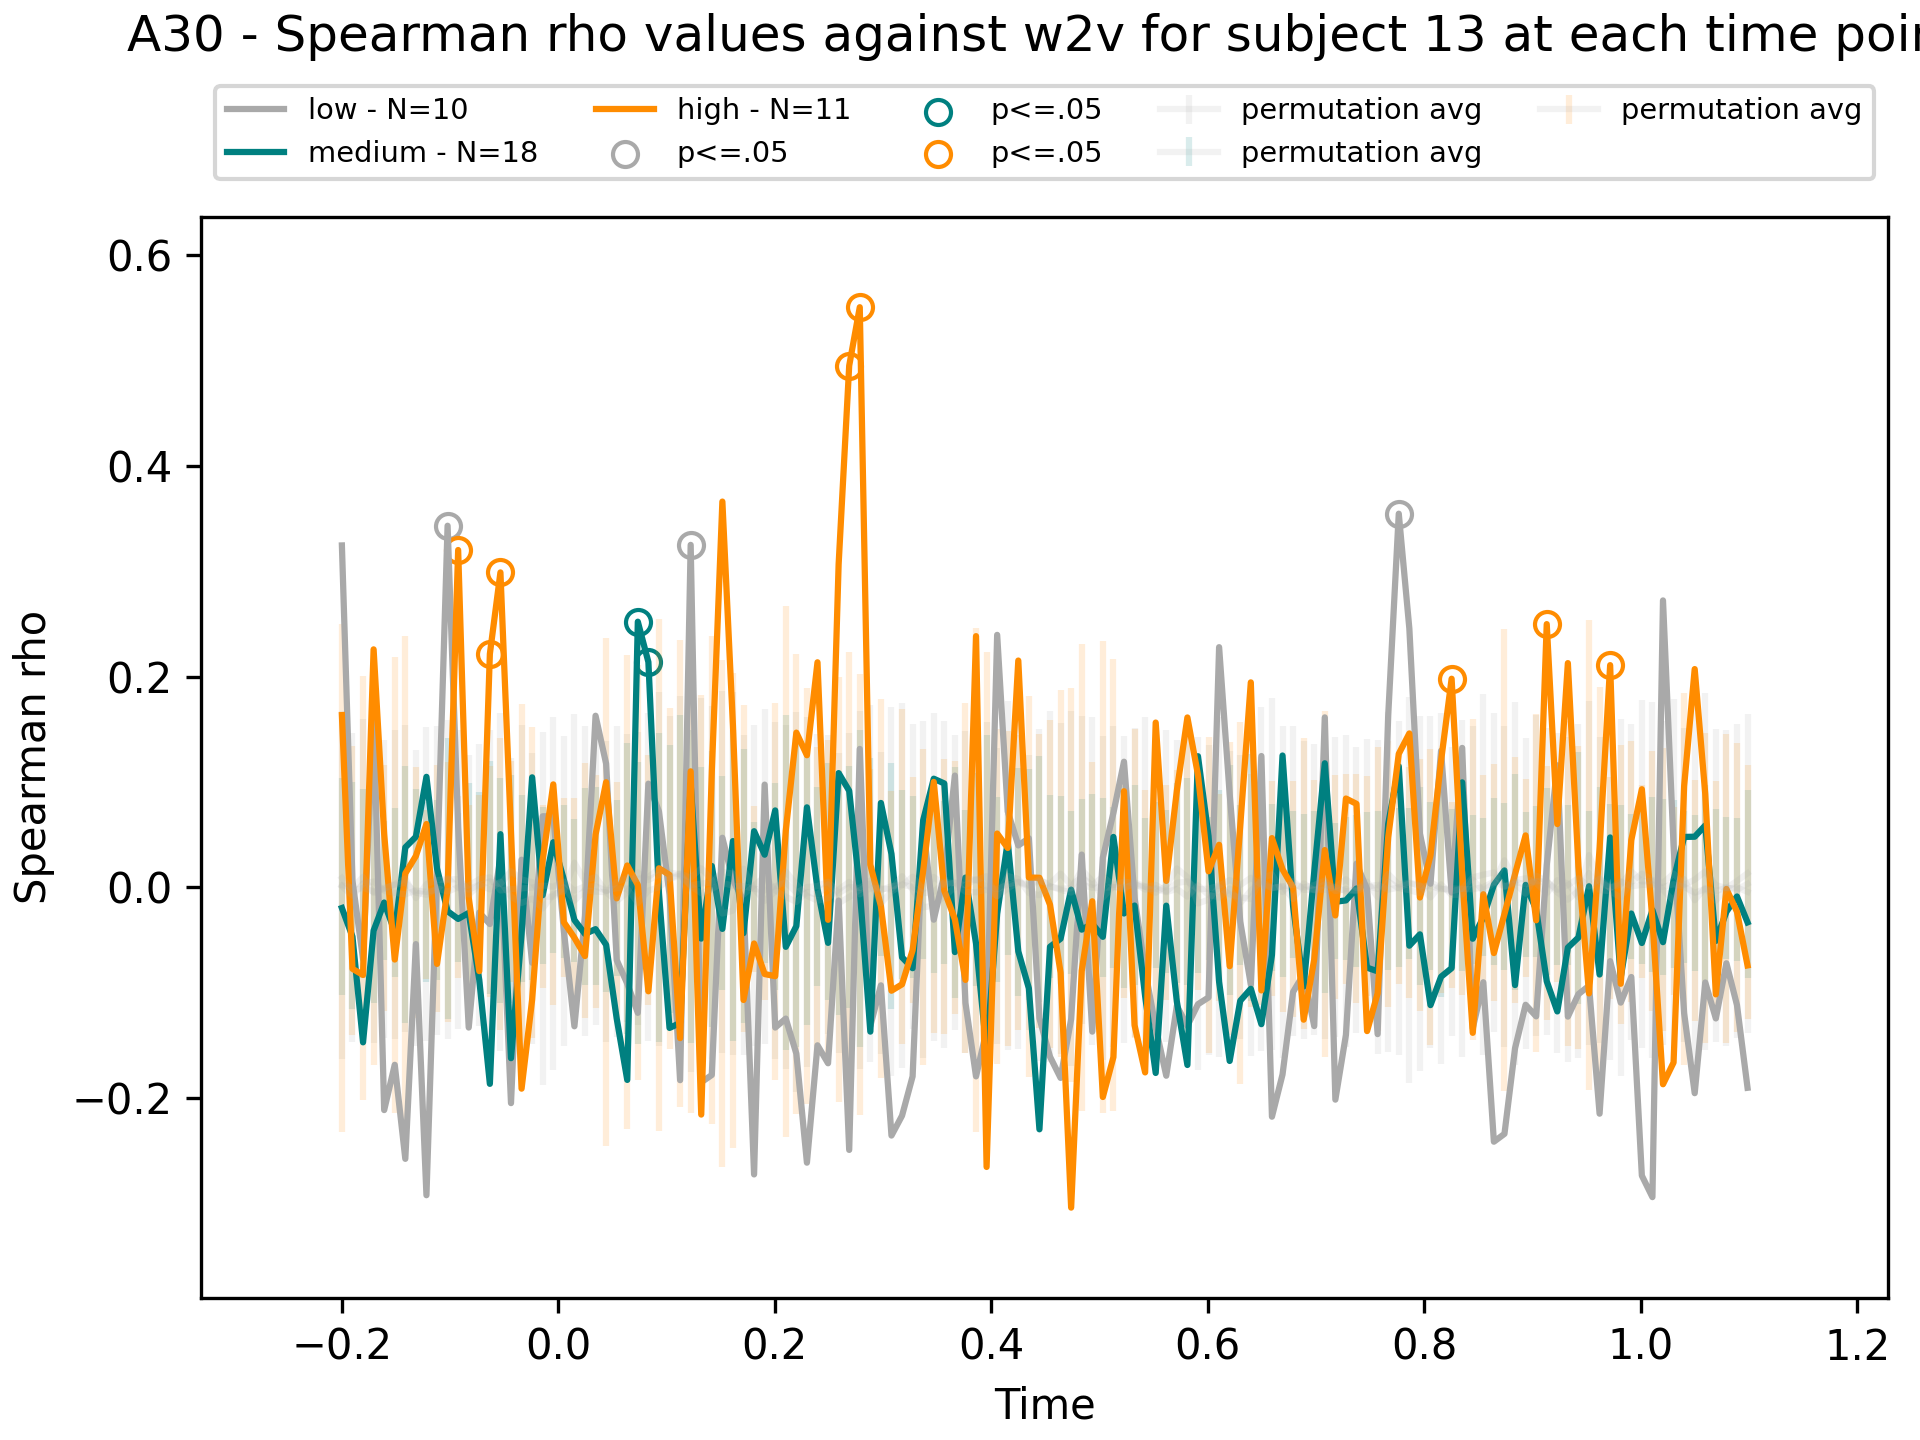 A30 - Spearman rho values against w2v for subject 13 at each time
low - N=10
medium - N=18
high - N=11
p<=.05
p<=.05
p<=.05
permutation avg
permutation avg
permutation avg
Spearman rho
0.6
0.4
0.2
0.0
−0.2
−0.2 0.0 0.2 0.4 0.6 0.8 1.0 1.2
Time